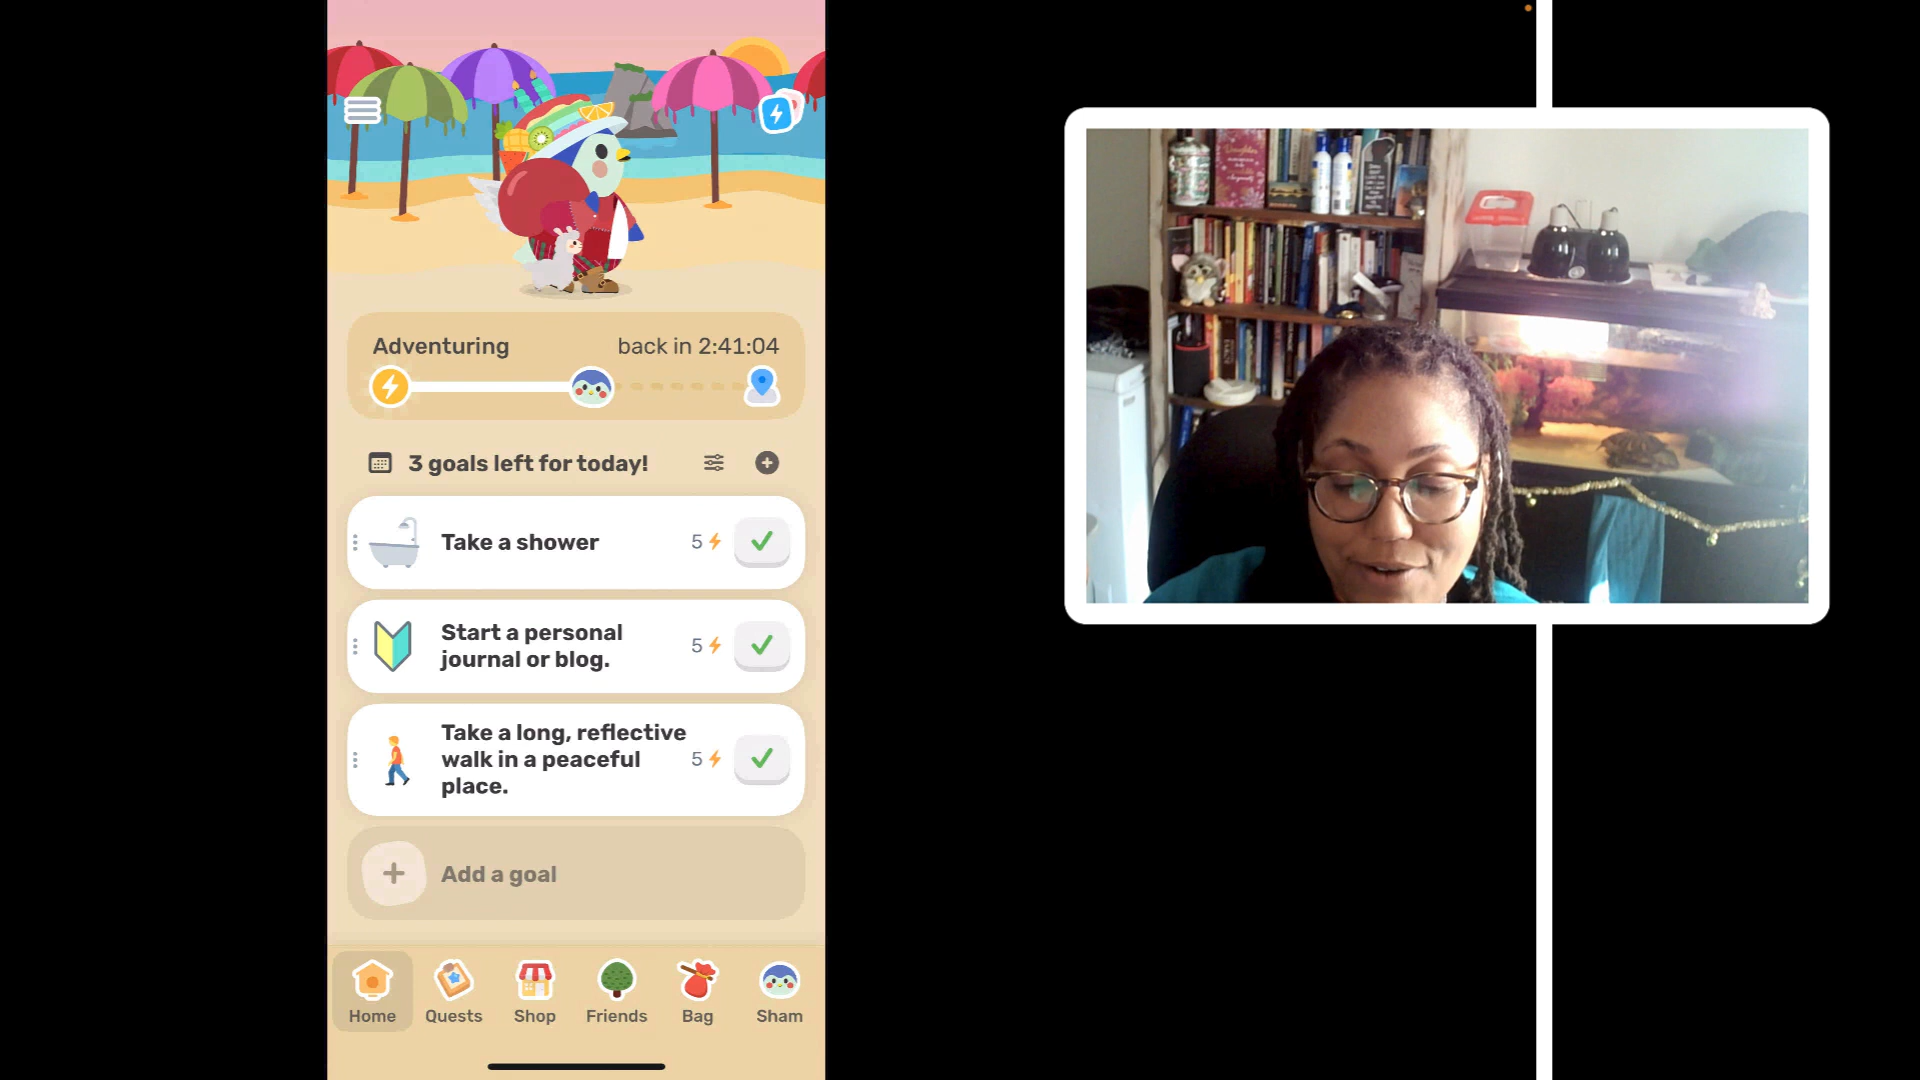 Adventuring
back in 2:41:04
3 goals left for today!
Take a shower
5
Start a personal
journal or blog.
5
Take a long, reflective
walk in a peaceful
place.
5
Add a goal
Home
Quests
Shop
Friends
Bag
Sham